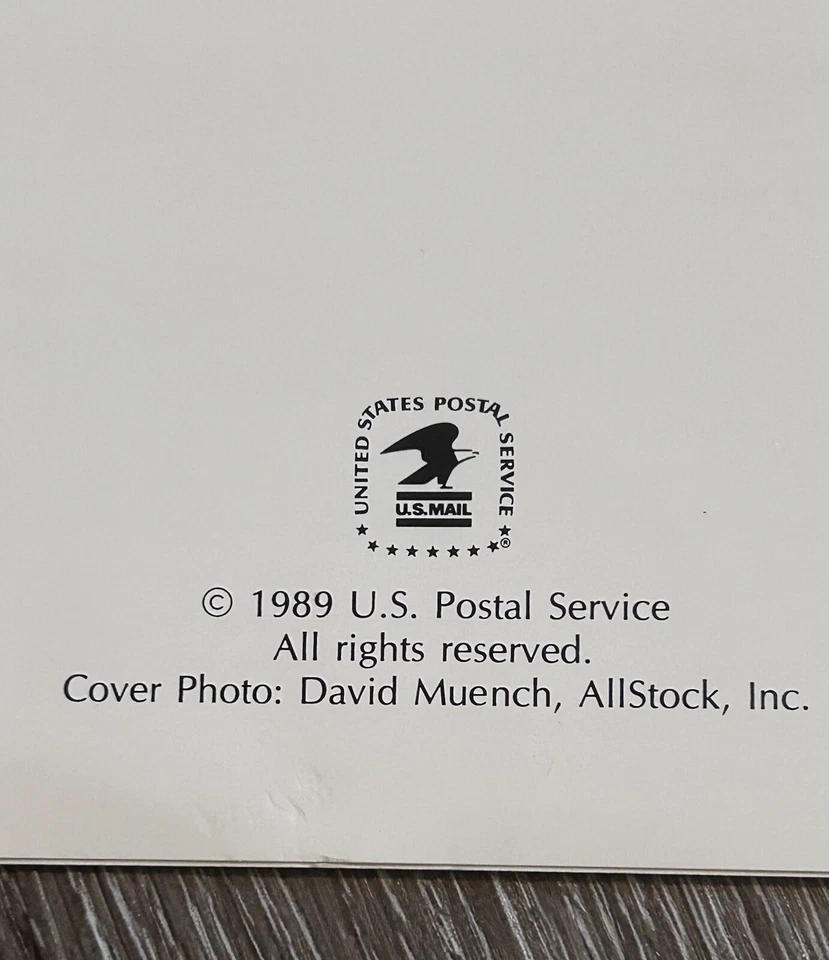 UNITED STATES POSTAL SERVICE ®
U.S.MAIL
© 1989 U.S. Postal Service
All rights reserved.
Cover Photo: David Muench, AllStock, Inc.